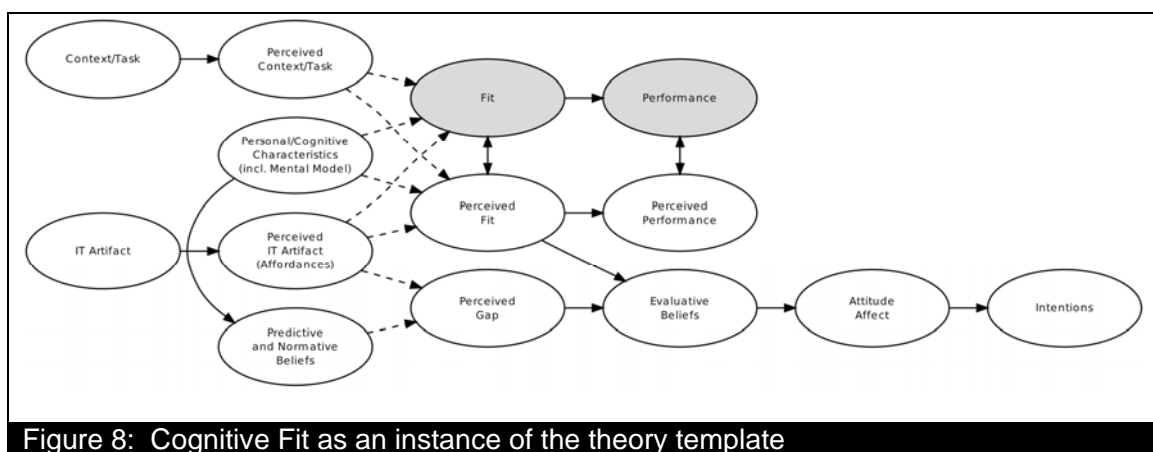 Context/Task
Perceived
Context/Task
Fit
Performance
Personal/Cognitive
Characteristics
(incl. Mental Model)
Perceived
Fit
Perceived
Performance
IT Artifact
Perceived
IT Artifact
(Affordances)
Perceived
Gap
Evaluative
Beliefs
Attitude
Affect
Intentions
Predictive
and Normative
Beliefs
Figure 8: Cognitive Fit as an instance of the theory template